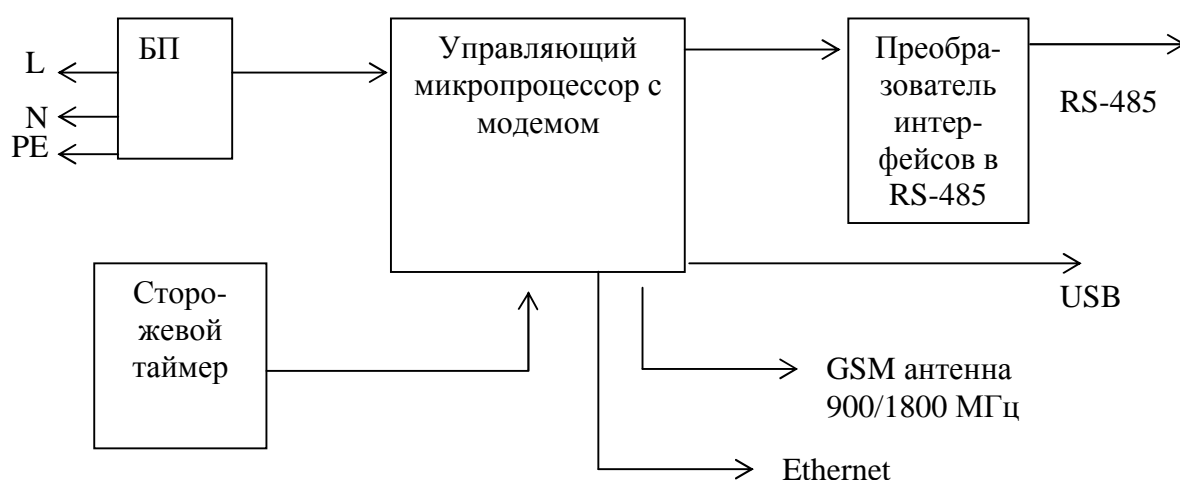 L
N
PE
БП
Управляющий
микропроцессор с
модемом
Преобра-
зователь
интер-
фейсов в
RS-485
RS-485
USB
Сторо-
жевой
таймер
GSM антенна
900/1800 МГц
Ethernet